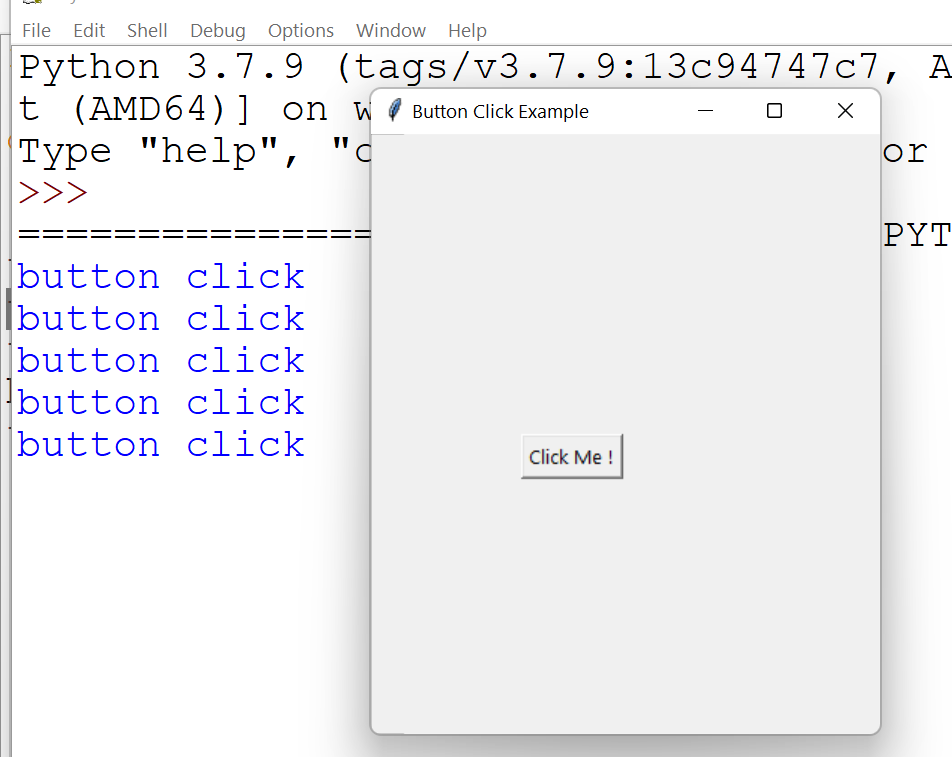 File Edit Shell Debug Options Window Help
Python 3.7.9 (tags/v3.7.9:13c94747c7, A
t (AMD64)] on w
Button Click Example
Type "help", "c or
>>>
=============== PYT
button click
button click
button click
button click
button click
Click Me !